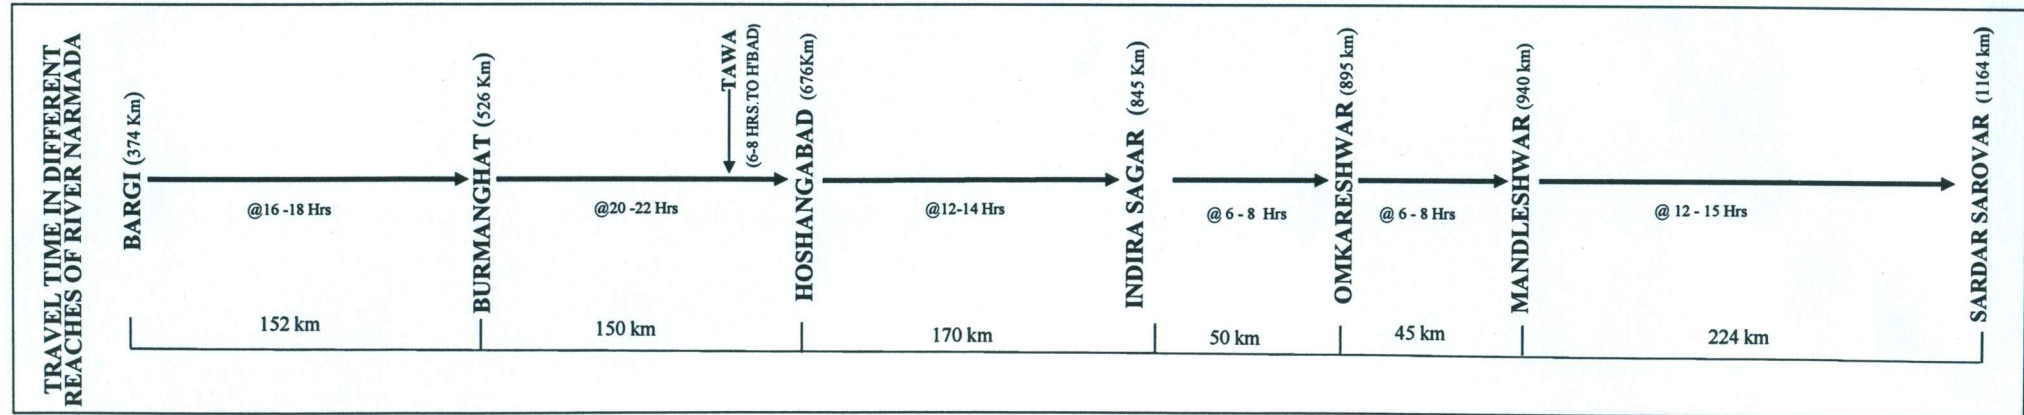 TRAVEL TIME IN DIFFERENT
REACHES OF RIVER NARMADA
BARGI (374 Km)
@16 -18 Hrs
BURMANGHAT (526 Km)
@20 -22 Hrs
TAWA
(6-8 HRS.TO H'BAD)
HOSHANGABAD (676Km)
@12-14 Hrs
INDIRA SAGAR (845 Km)
@ 6 - 8 Hrs
OMKARESHWAR (895 km)
@ 6 - 8 Hrs
MANDLESHWAR (940 km)
@ 12 - 15 Hrs
SARDAR SAROVAR (1164 km)
152 km
150 km
170 km
50 km
45 km
224 km